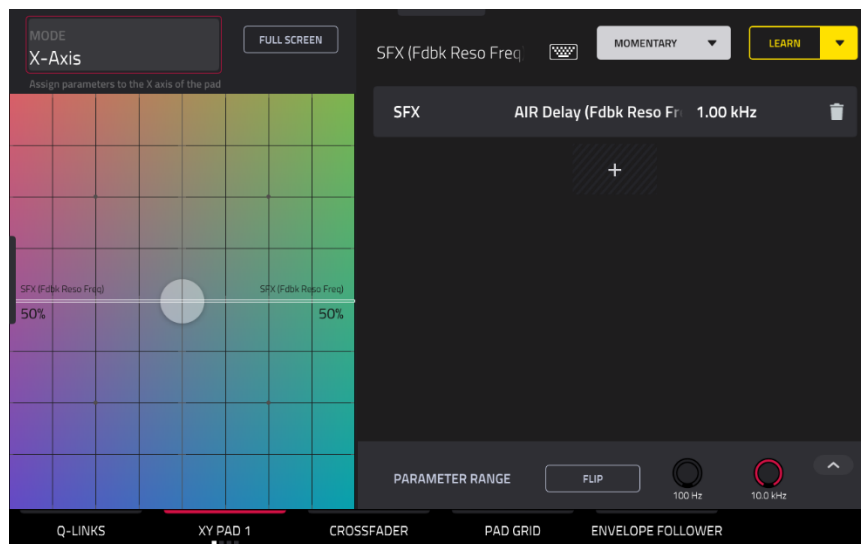 MODE
X-Axis
FULL SCREEN
Assign parameters to the X axis of the pad
SFX (Fdbk Reso Freq)
SFX (Fdbk Reso Freq)
50%
50%
SFX (Fdbk Reso Freq
MOMENTARY
LEARN
SFX AIR Delay (Fdbk Reso Fr 1.00 kHz
+
PARAMETER RANGE
FLIP
100 Hz
10.0 kHz
Q-LINKS
XY PAD 1
CROSSFADER
PAD GRID
ENVELOPE FOLLOWER